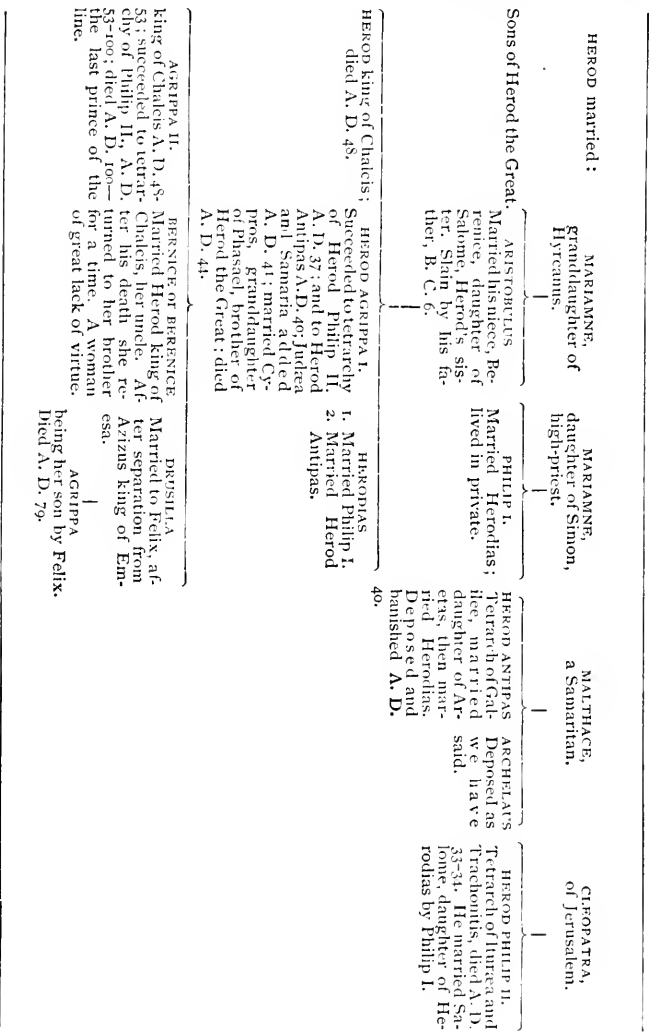 HEROD married :
MARIAMNE,
granddaughter of
Hyrcanus.
MARIAMNE,
daughter of Simon,
high-priest.
MALTHACE,
a Samaritan.
CLEOPATRA,
of Jerusalem.
Sons of Herod the Great.
ARISTOBULUS
Married his niece, Be-
renice, daughter of
Salome, Herod's sis-
ter. Slain by his fa-
ther, B. C. 6.
PHILIP I.
Married Herodias;
lived in private.
HEROD ANTIPAS
Tetrarch of Gal-
ilee, married
daughter of Ar-
etas, then mar-
ried Herodias.
Deposed and
banished A. D.
40.
ARCHELAUS
Deposed as
we have
said.
HEROD PHILIP II.
Tetrarch of Ituræa and
Trachonitis, died A. D.
33-34. He married Sa-
lome, daughter of He-
rodias by Philip I.
HEROD king of Chalcis;
died A. D. 48.
HEROD AGRIPPA I.
Succeeded to tetrarchy
of Herod Philip II.
A. D. 37; and to Herod
Antipas A.D. 40; Judæa
and Samaria added
A. D. 41; married Cy-
pros, granddaughter
of Phasael, brother of
Herod the Great; died
A. D. 44.
HERODIAS
1. Married Philip I.
2. Married Herod
Antipas.
AGRIPPA II.
king of Chalcis A. D. 48-
53; succeeded to tetrar-
chy of Philip II., A. D.
53-100; died A. D. 100—
the last prince of the
line.
BERNICE or BERENICE
Married Herod king of
Chalcis, her uncle. Af-
ter his death she re-
turned to her brother
for a time. A woman
of great lack of virtue.
DRUSILLA
Married to Felix, af-
ter separation from
Azizus king of Em-
esa.
AGRIPPA
being her son by Felix.
Died A. D. 79.